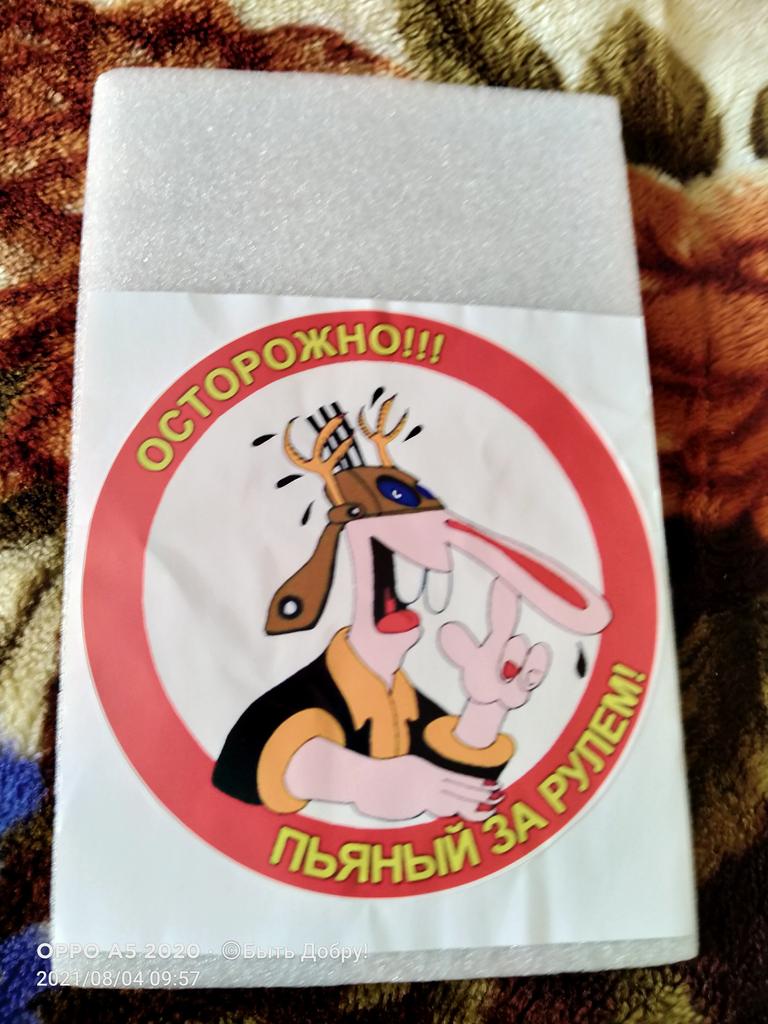 ОСТОРОЖНО!!!
ПЬЯНЫЙ ЗА РУЛЕМ!
OPPO A5 2020 · ©Быть Добру!
2021/08/04 09:57